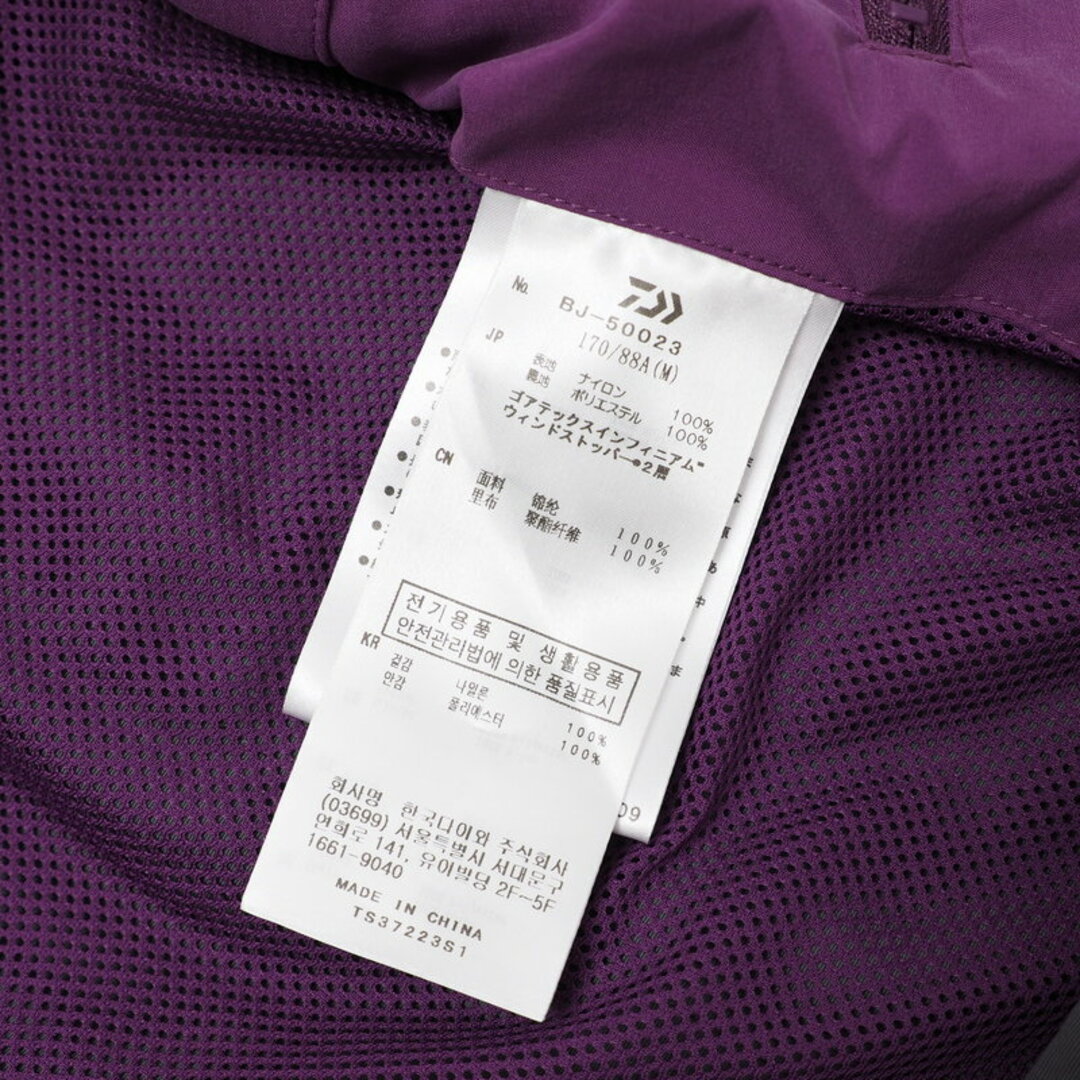 No. BJ-50023
170/88A(M)
JP
表地 ナイロン 100%
裏地 ポリエステル 100%
ゴアテックスインフィニアム™
ウィンドストッパー®2層
CN
面料 锦纶 100%
里布 聚酯纤维 100%
전기용품 및 생활용품
안전관리법에 의한 품질표시
KR
겉감 나일론 100%
안감 폴리에스터 100%
회사명 한국다이와 주식회사
(03699) 서울특별시 서대문구
연희로 141, 유이빌딩 2F~5F
1661-9040
MADE IN CHINA
TS37223S1
09